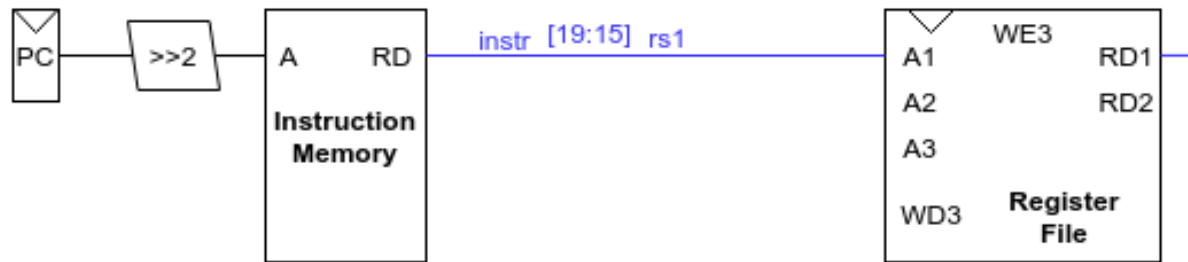 PC
>>2
A
RD
Instruction
Memory
instr [19:15] rs1
A1
A2
A3
WD3
WE3
RD1
RD2
Register
File